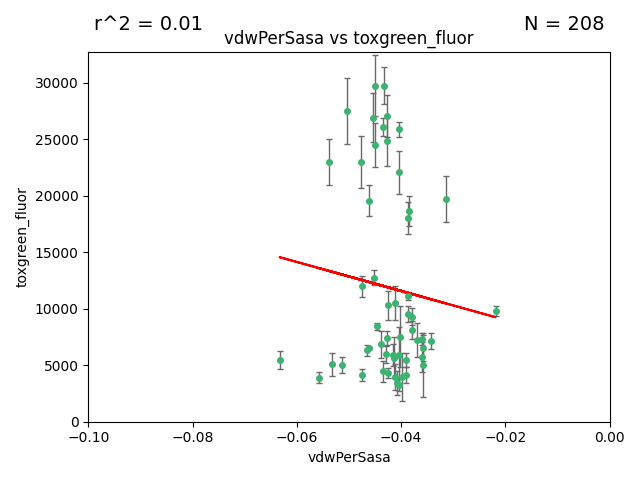 r^2 = 0.01
N = 208
vdwPerSasa vs toxgreen_fluor
30000
25000
20000
15000
10000
5000
0
toxgreen_fluor
−0.10
−0.08
−0.06
−0.04
−0.02
0.00
vdwPerSasa